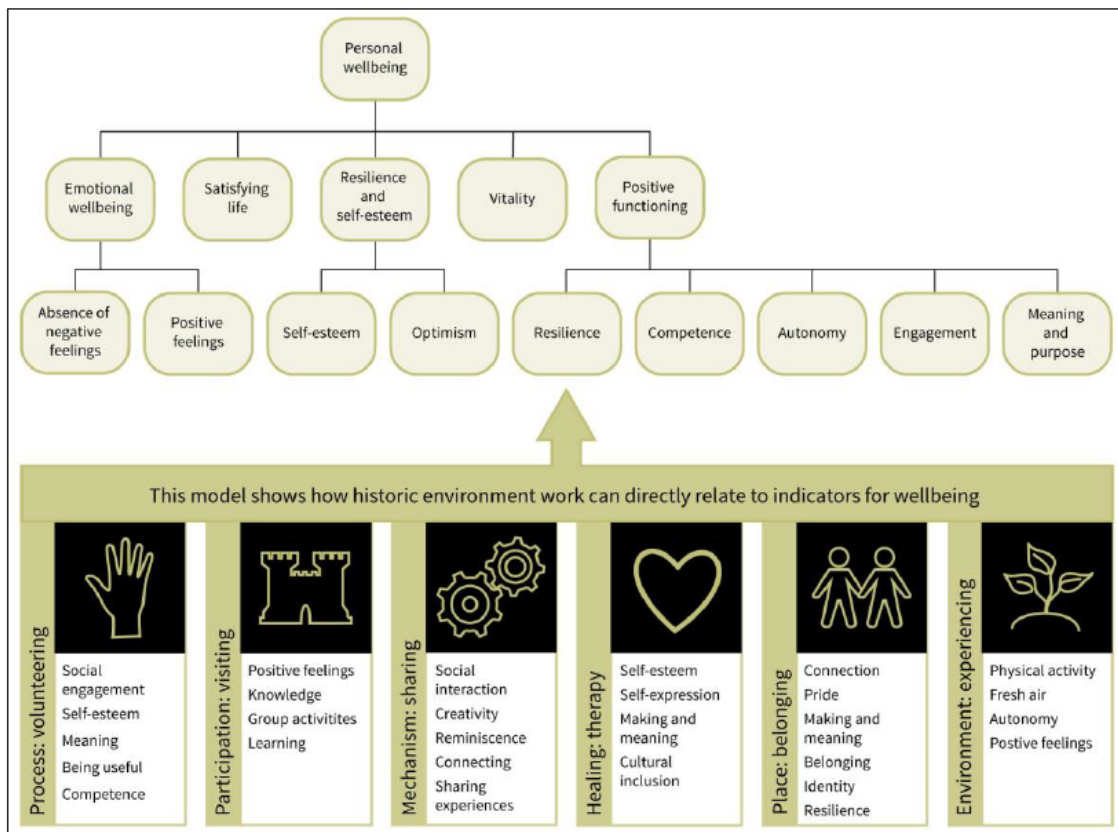 Personal
wellbeing
Emotional
wellbeing
Satisfying
life
Resilience
and
self-esteem
Vitality
Positive
functioning
Absence of
negative
feelings
Positive
feelings
Self-esteem
Optimism
Resilience
Competence
Autonomy
Engagement
Meaning
and
purpose
This model shows how historic environment work can directly relate to indicators for wellbeing
Process: volunteering
Social
engagement
Self-esteem
Meaning
Being useful
Competence
Participation: visiting
Positive feelings
Knowledge
Group activitites
Learning
Mechanism: sharing
Social
interaction
Creativity
Reminiscence
Connecting
Sharing
experiences
Healing: therapy
Self-esteem
Self-expression
Making and
meaning
Cultural
inclusion
Place: belonging
Connection
Pride
Making and
meaning
Belonging
Identity
Resilience
Environment: experiencing
Physical activity
Fresh air
Autonomy
Postive feelings